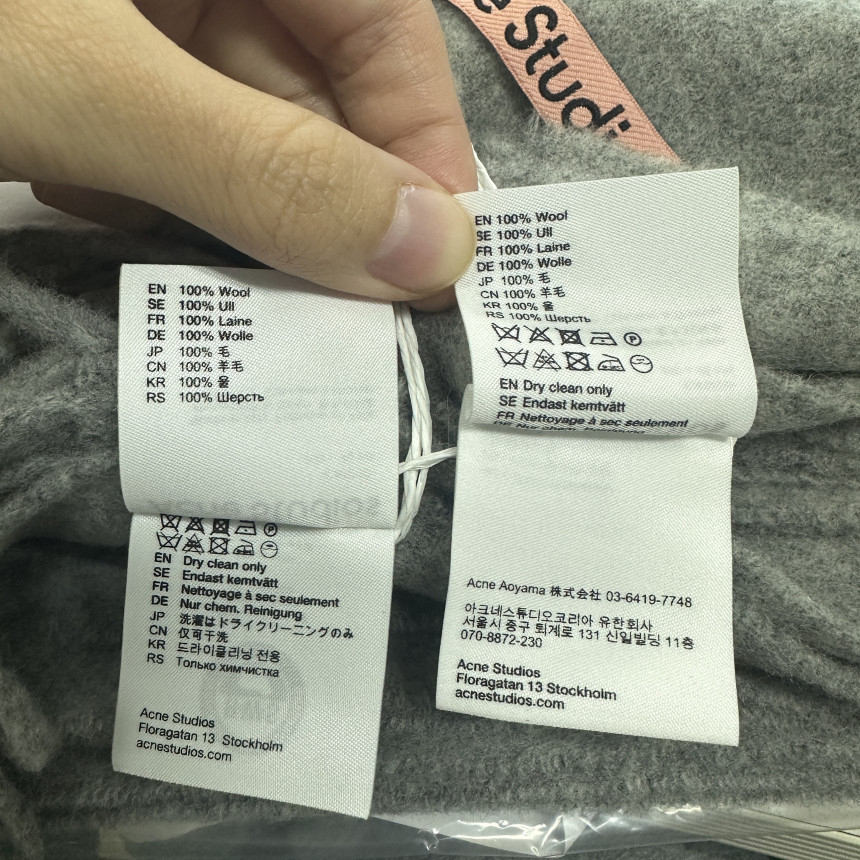 Studi
EN 100% Wool
SE 100% Ull
FR 100% Laine
DE 100% Wolle
JP 100% 毛
CN 100% 羊毛
KR 100% 울
RS 100% Шерсть
EN Dry clean only
SE Endast kemtvätt
FR Nettoyage à sec seulement
DE Nur chem. Reinigung
JP 洗濯はドライクリーニングのみ
CN 仅可干洗
KR 드라이클리닝 전용
RS Только химчистка
Acne Studios
Floragatan 13 Stockholm
acnestudios.com
EN 100% Wool
SE 100% Ull
FR 100% Laine
DE 100% Wolle
JP 100% 毛
CN 100% 羊毛
KR 100% 울
RS 100% Шерсть
EN Dry clean only
SE Endast kemtvätt
FR Nettoyage à sec seulement
DE Nur chem. Reinigung
Acne Aoyama 株式会社 03-6419-7748
아크네스튜디오코리아 유한회사
서울시 중구 퇴계로 131 신일빌딩 11층
070-8872-230
Acne Studios
Floragatan 13 Stockholm
acnestudios.com